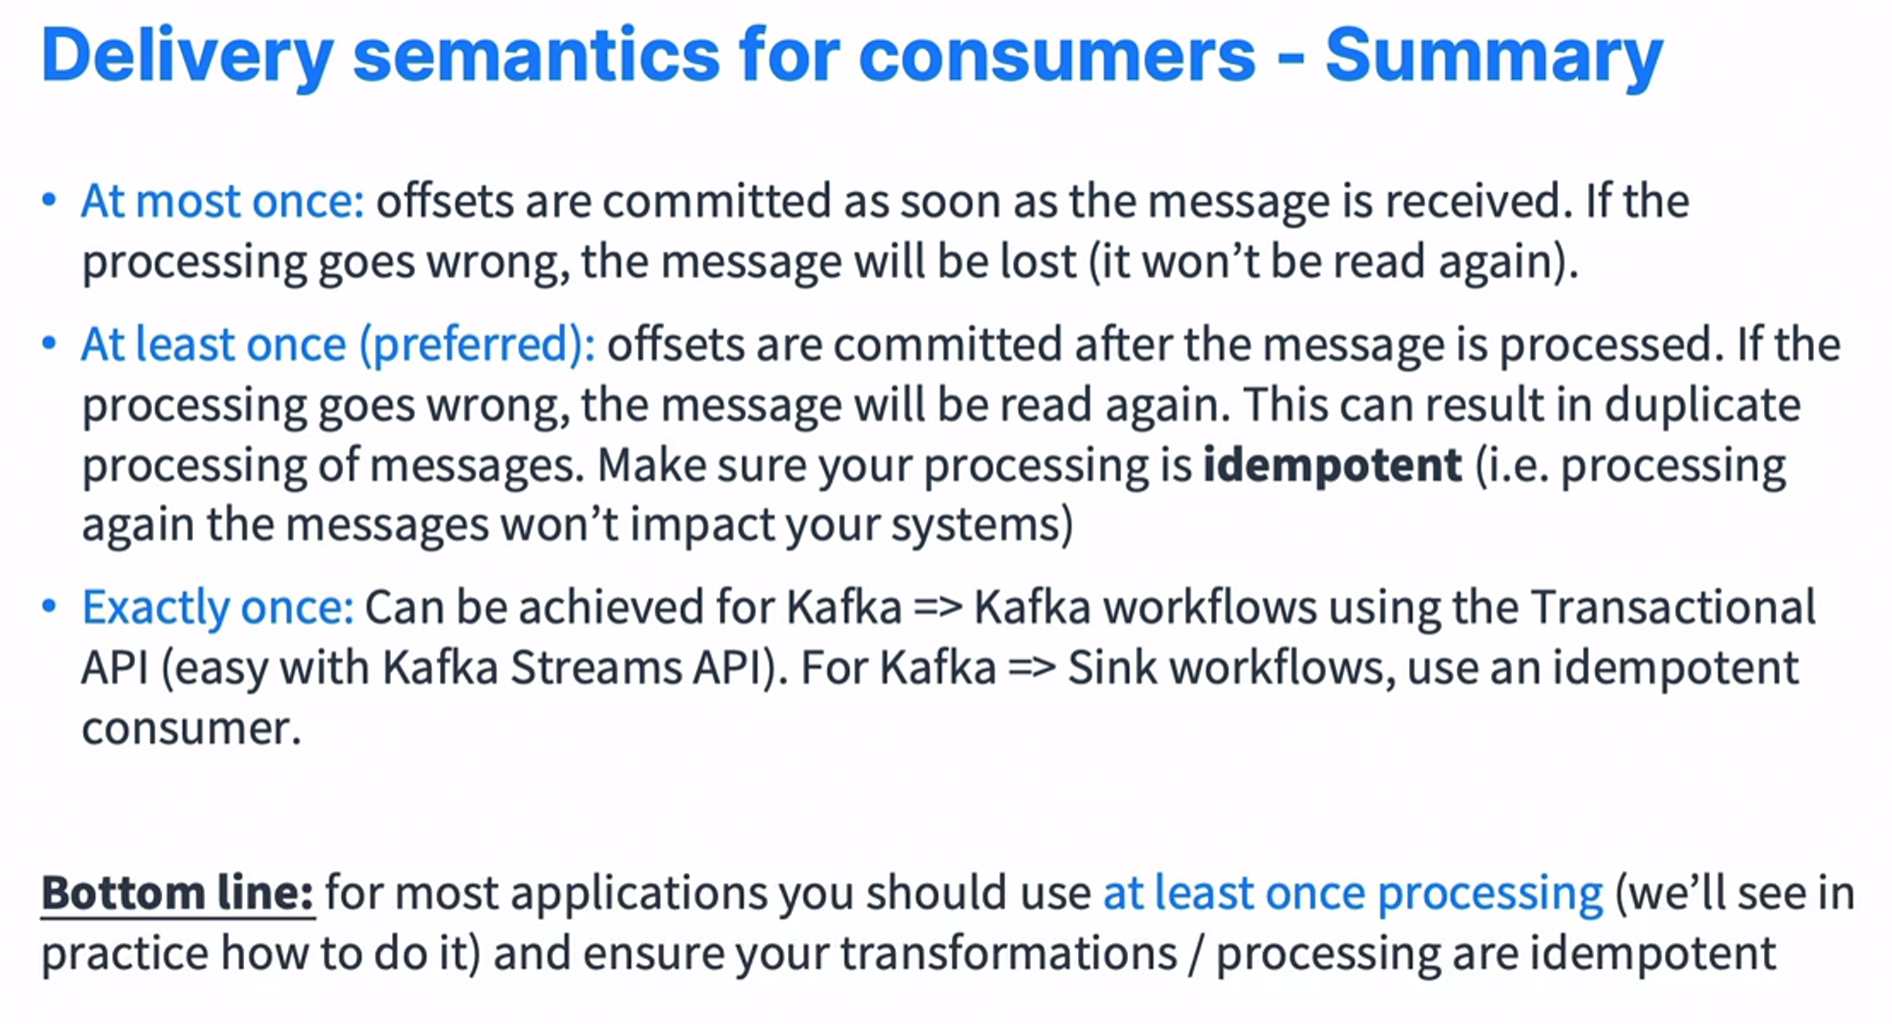 Delivery semantics for consumers - Summary
• At most once: offsets are committed as soon as the message is received. If the
processing goes wrong, the message will be lost (it won’t be read again).
• At least once (preferred): offsets are committed after the message is processed. If the
processing goes wrong, the message will be read again. This can result in duplicate
processing of messages. Make sure your processing is idempotent (i.e. processing
again the messages won’t impact your systems)
• Exactly once: Can be achieved for Kafka => Kafka workflows using the Transactional
API (easy with Kafka Streams API). For Kafka => Sink workflows, use an idempotent
consumer.
Bottom line: for most applications you should use at least once processing (we’ll see in
practice how to do it) and ensure your transformations / processing are idempotent